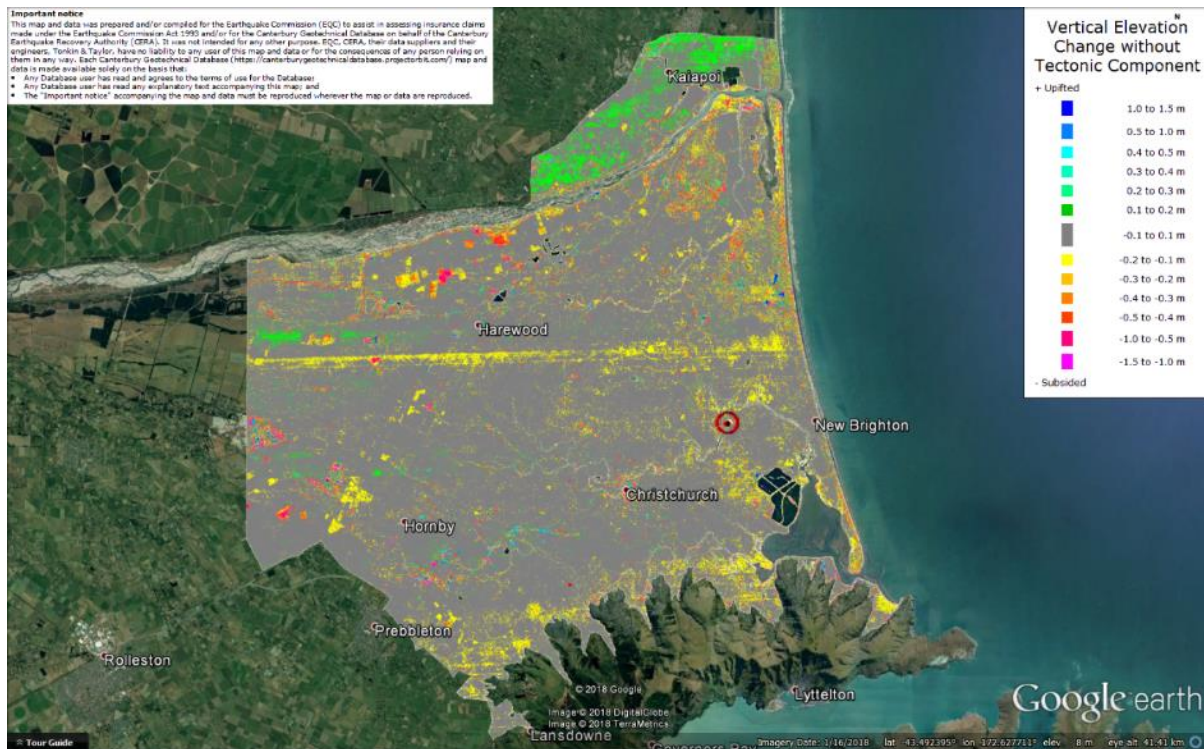 Important notice
This map and data was prepared and/or compiled for the Earthquake Commission (EQC) to assist in assessing insurance claims
made under the Earthquake Commission Act 1993 and/or for the Canterbury Geotechnical Database on behalf of the Canterbury
Earthquake Recovery Authority (CERA). It was not intended for any other purpose. EQC, CERA, their data suppliers and their
engineers, Tonkin & Taylor, have no liability to any user of this map and data or for the consequences of any person relying on
them in any way. Each Canterbury Geotechnical Database (https://canterburygeotechnicaldatabase.projectorbit.com/) map and
data is made available solely on the basis that:
• Any Database user has read and agrees to the terms of use for the Database;
• Any Database user has read any explanatory text accompanying this map; and
• The "Important notice" accompanying the map and data must be reproduced wherever the map or data are reproduced.
N
Vertical Elevation
Change without
Tectonic Component
+ Uplifted
1.0 to 1.5 m
0.5 to 1.0 m
0.4 to 0.5 m
0.3 to 0.4 m
0.2 to 0.3 m
0.1 to 0.2 m
-0.1 to 0.1 m
-0.2 to -0.1 m
-0.3 to -0.2 m
-0.4 to -0.3 m
-0.5 to -0.4 m
-1.0 to -0.5 m
-1.5 to -1.0 m
- Subsided
Kaiapoi
Harewood
New Brighton
Christchurch
Hornby
Prebbleton
Rolleston
Lyttelton
© 2018 Google
Image © 2018 DigitalGlobe
Image © 2018 TerraMetrics
Lansdowne
Governors Bay
Google earth
Tour Guide
Imagery Date: 1/16/2018 lat -43.492395° lon 172.627711° elev 8 m eye alt 41.41 km